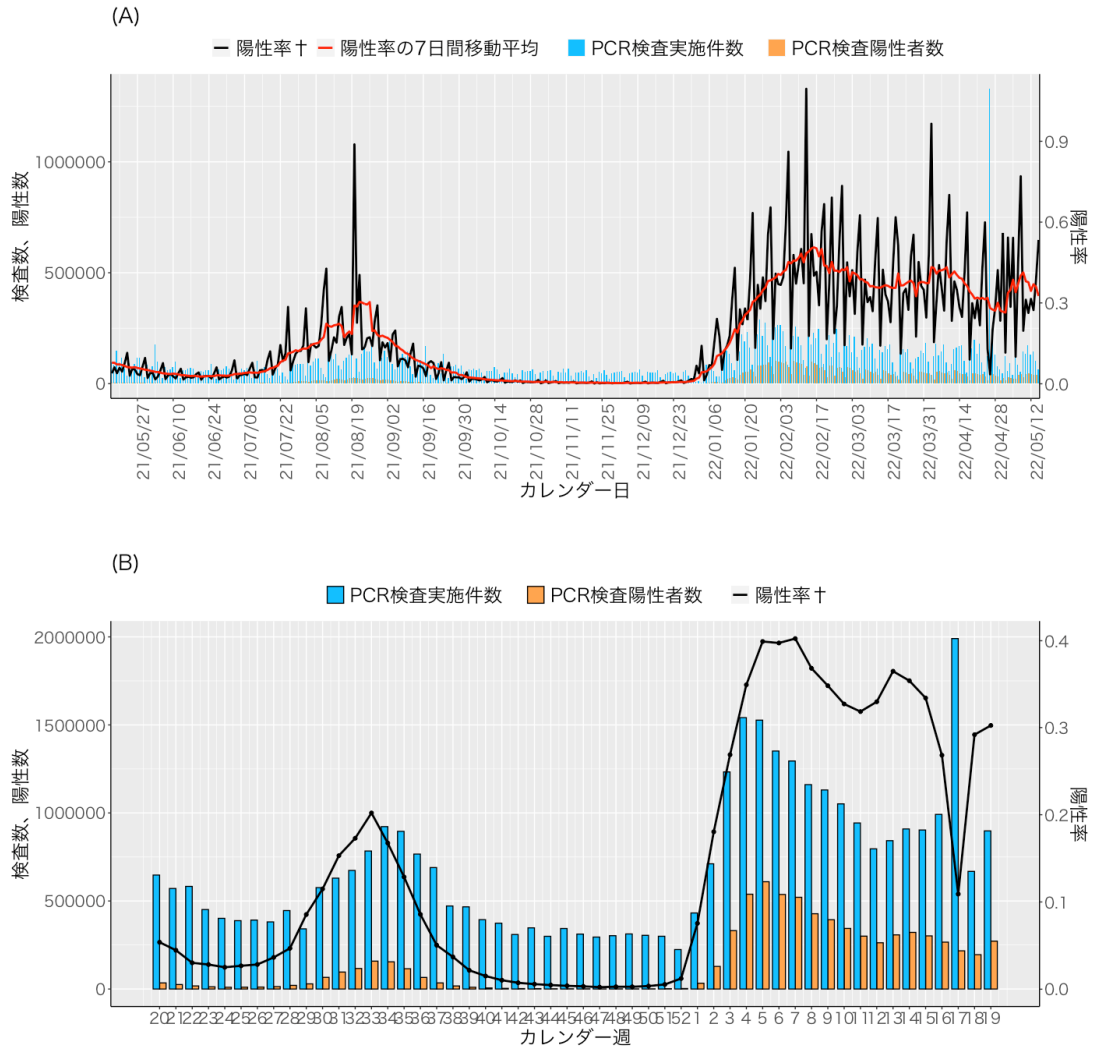 (A)
陽性率† 陽性率の7日間移動平均 PCR検査実施件数 PCR検査陽性者数
検査数、陽性数
1000000
500000
0
0.9
0.6
0.3
0.0
陽性率
21/05/27 21/06/10 21/06/24 21/07/08 21/07/22 21/08/05 21/08/19 21/09/02 21/09/16 21/09/30 21/10/14 21/10/28 21/11/11 21/11/25 21/12/09 21/12/23 22/01/06 22/01/20 22/02/03 22/02/17 22/03/03 22/03/17 22/03/31 22/04/14 22/04/28 22/05/12
カレンダー日
(B)
PCR検査実施件数 PCR検査陽性者数 陽性率†
検査数、陽性数
2000000
1500000
1000000
500000
0
0.4
0.3
0.2
0.1
0.0
陽性率
20 21 22 23 24 25 26 27 28 29 30 31 32 33 34 35 36 37 38 39 40 41 42 43 44 45 46 47 48 49 50 51 52 1 2 3 4 5 6 7 8 9 10 11 12 13 14 15 16 17 18 19
カレンダー週